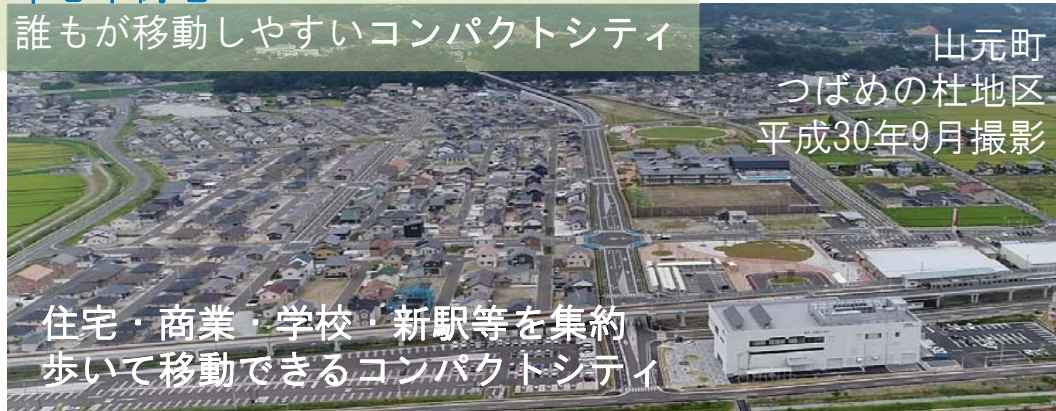 誰もが移動しやすいコンパクトシティ
山元町
つばめの杜地区
平成30年9月撮影
住宅・商業・学校・新駅等を集約
歩いて移動できるコンパクトシティ